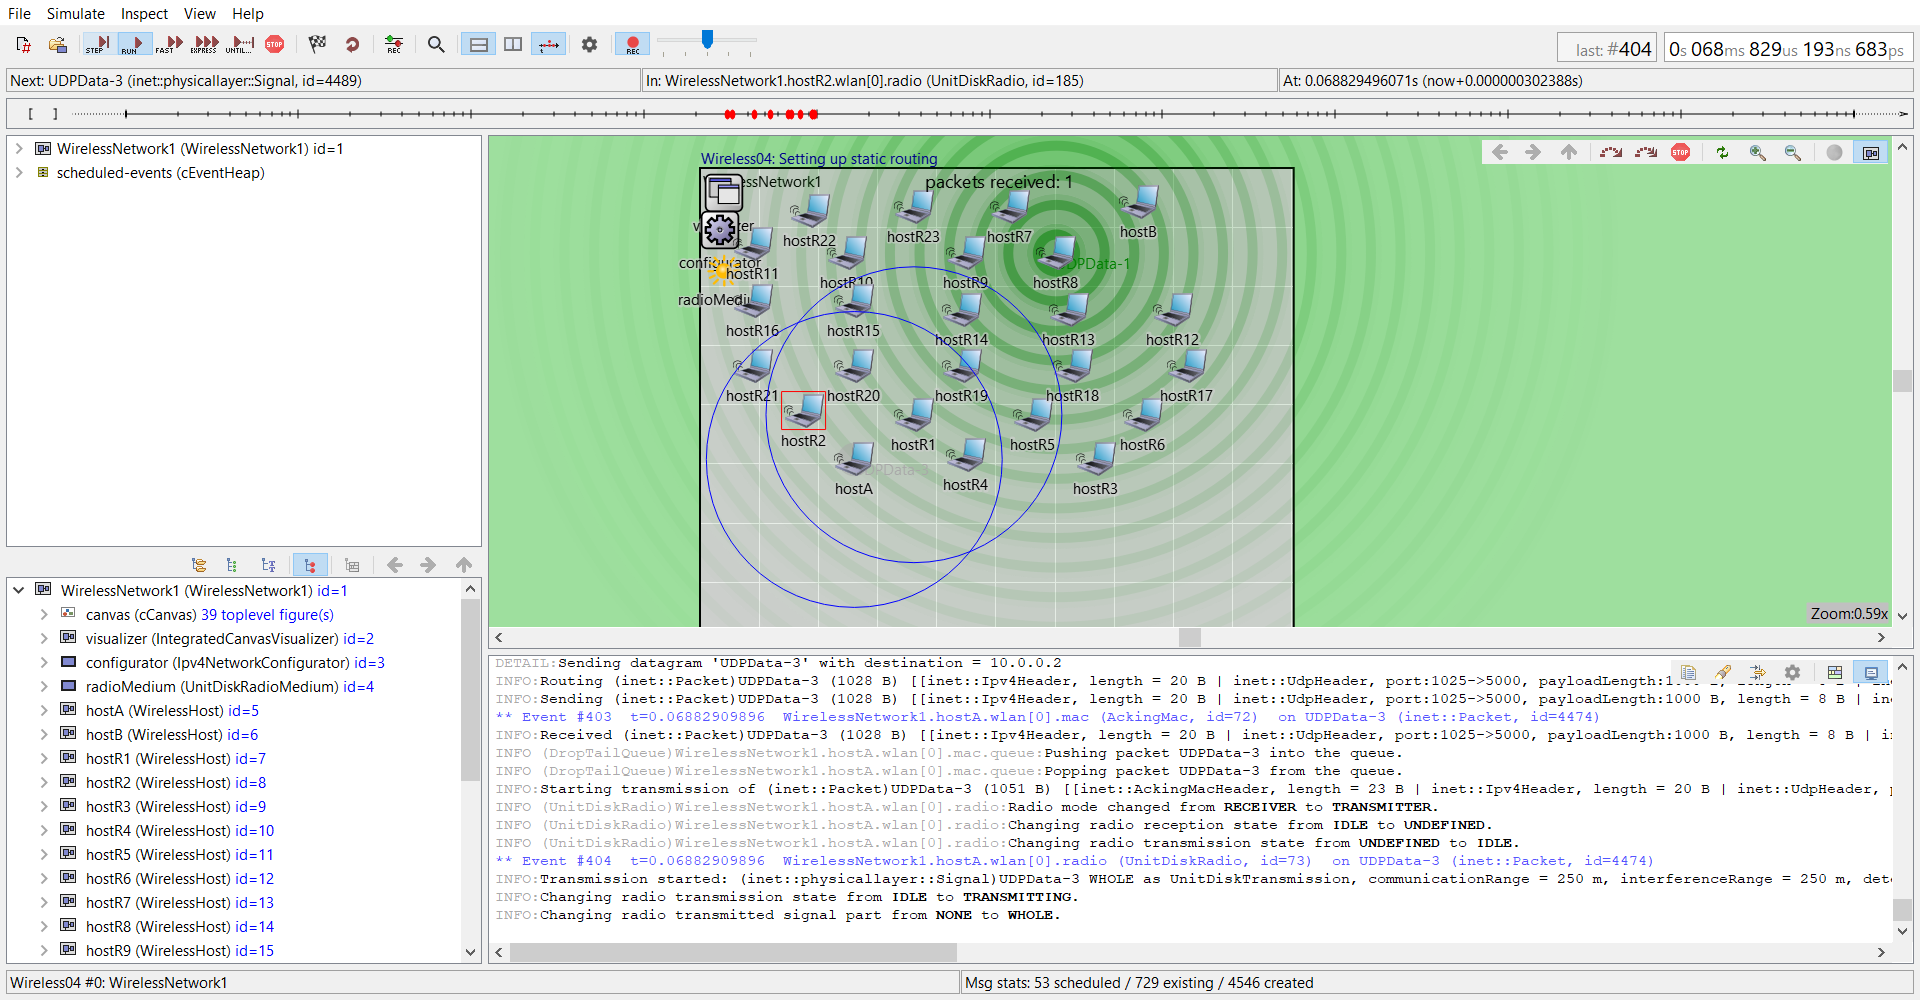 File Simulate Inspect View Help
STEP RUN FAST EXPRESS UNTIL... STOP REC REC
last: #404
0s 068ms 829us 193ns 683ps
Next: UDPData-3 (inet::physicallayer::Signal, id=4489)
In: WirelessNetwork1.hostR2.wlan[0].radio (UnitDiskRadio, id=185)
At: 0.068829496071s (now+0.000000302388s)
WirelessNetwork1 (WirelessNetwork1) id=1
scheduled-events (cEventHeap)
WirelessNetwork1 (WirelessNetwork1) id=1
canvas (cCanvas) 39 toplevel figure(s)
visualizer (IntegratedCanvasVisualizer) id=2
configurator (Ipv4NetworkConfigurator) id=3
radioMedium (UnitDiskRadioMedium) id=4
hostA (WirelessHost) id=5
hostB (WirelessHost) id=6
hostR1 (WirelessHost) id=7
hostR2 (WirelessHost) id=8
hostR3 (WirelessHost) id=9
hostR4 (WirelessHost) id=10
hostR5 (WirelessHost) id=11
hostR6 (WirelessHost) id=12
hostR7 (WirelessHost) id=13
hostR8 (WirelessHost) id=14
hostR9 (WirelessHost) id=15
Wireless04: Setting up static routing
STOP
essNetwork1
packets received: 1
hostR22
hostR23
hostR7
hostB
configurator
hostR11
hostR10
hostR9
hostR8
DPData-1
radioMediu
hostR16
hostR15
hostR14
hostR13
hostR12
hostR21
hostR20
hostR19
hostR18
hostR17
hostR2
hostR1
hostR5
hostR6
hostA
PData-3
hostR4
hostR3
Zoom:0.59x
DETAIL:Sending datagram 'UDPData-3' with destination = 10.0.0.2
INFO:Routing (inet::Packet)UDPData-3 (1028 B) [[inet::Ipv4Header, length = 20 B | inet::UdpHeader, port:1025->5000, payloadLength:1
INFO:Sending (inet::Packet)UDPData-3 (1028 B) [[inet::Ipv4Header, length = 20 B | inet::UdpHeader, port:1025->5000, payloadLength:1000 B, length = 8 B | in
** Event #403 t=0.06882909896 WirelessNetwork1.hostA.wlan[0].mac (AckingMac, id=72) on UDPData-3 (inet::Packet, id=4474)
INFO:Received (inet::Packet)UDPData-3 (1028 B) [[inet::Ipv4Header, length = 20 B | inet::UdpHeader, port:1025->5000, payloadLength:1000 B, length = 8 B | i
INFO (DropTailQueue)WirelessNetwork1.hostA.wlan[0].mac.queue:Pushing packet UDPData-3 into the queue.
INFO (DropTailQueue)WirelessNetwork1.hostA.wlan[0].mac.queue:Popping packet UDPData-3 from the queue.
INFO:Starting transmission of (inet::Packet)UDPData-3 (1051 B) [[inet::AckingMacHeader, length = 23 B | inet::Ipv4Header, length = 20 B | inet::UdpHeader, p
INFO (UnitDiskRadio)WirelessNetwork1.hostA.wlan[0].radio:Radio mode changed from RECEIVER to TRANSMITTER.
INFO (UnitDiskRadio)WirelessNetwork1.hostA.wlan[0].radio:Changing radio reception state from IDLE to UNDEFINED.
INFO (UnitDiskRadio)WirelessNetwork1.hostA.wlan[0].radio:Changing radio transmission state from UNDEFINED to IDLE.
** Event #404 t=0.06882909896 WirelessNetwork1.hostA.wlan[0].radio (UnitDiskRadio, id=73) on UDPData-3 (inet::Packet, id=4474)
INFO:Transmission started: (inet::physicallayer::Signal)UDPData-3 WHOLE as UnitDiskTransmission, communicationRange = 250 m, interferenceRange = 250 m, det
INFO:Changing radio transmission state from IDLE to TRANSMITTING.
INFO:Changing radio transmitted signal part from NONE to WHOLE.
Wireless04 #0: WirelessNetwork1
Msg stats: 53 scheduled / 729 existing / 4546 created